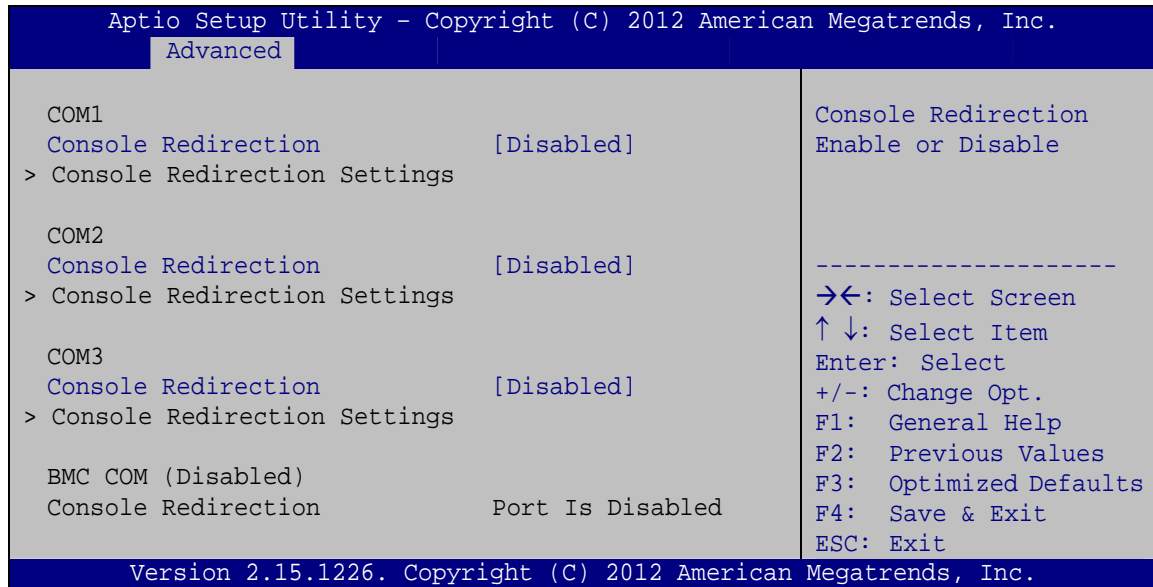 Aptio Setup Utility – Copyright (C) 2012 American Megatrends, Inc.
Advanced
COM1
Console Redirection [Disabled]
> Console Redirection Settings
COM2
Console Redirection [Disabled]
> Console Redirection Settings
COM3
Console Redirection [Disabled]
> Console Redirection Settings
BMC COM (Disabled)
Console Redirection Port Is Disabled
Console Redirection
Enable or Disable
---------------------
→←: Select Screen
↑ ↓: Select Item
Enter: Select
+/-: Change Opt.
F1: General Help
F2: Previous Values
F3: Optimized Defaults
F4: Save & Exit
ESC: Exit
Version 2.15.1226. Copyright (C) 2012 American Megatrends, Inc.